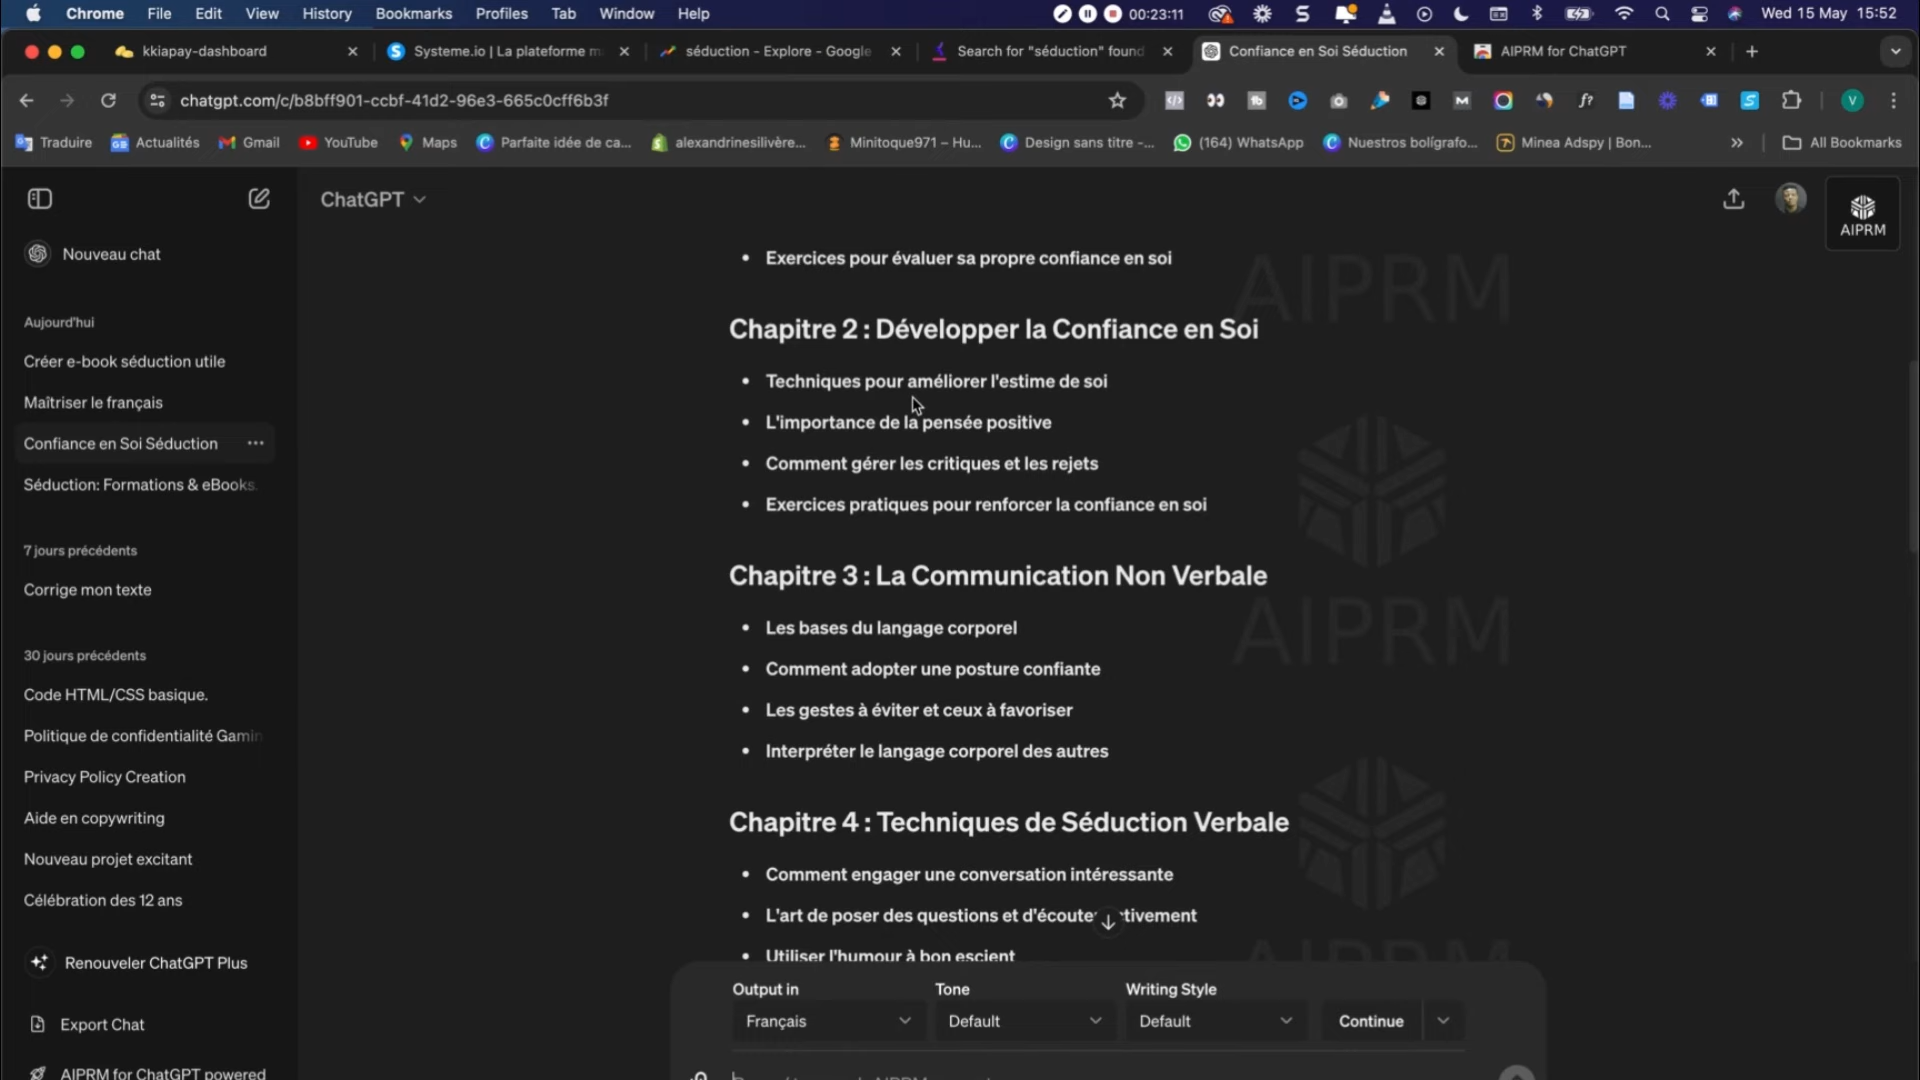 Chrome File Edit View History Bookmarks Profiles Tab Window Help 00:23:11 Wed 15 May 15:52
kkiapay-dashboard Systeme.io | La plateforme m séduction - Explore - Google Search for "séduction" found Confiance en Soi Séduction AIPRM for ChatGPT
chatgpt.com/c/b8bff901-ccbf-41d2-96e3-665c0cff6b3f
Traduire Actualités Gmail YouTube Maps Parfaite idée de ca... alexandrinesilivère... Minitoque971 – Hu... Design sans titre -... (164) WhatsApp Nuestros bolígrafo... Minea Adspy | Bon... » All Bookmarks
ChatGPT
AIPRM
Nouveau chat
Aujourd'hui
Créer e-book séduction utile
Maîtriser le français
Confiance en Soi Séduction ...
Séduction: Formations & eBooks.
7 jours précédents
Corrige mon texte
30 jours précédents
Code HTML/CSS basique.
Politique de confidentialité Gamin
Privacy Policy Creation
Aide en copywriting
Nouveau projet excitant
Célébration des 12 ans
Renouveler ChatGPT Plus
Export Chat
AIPRM for ChatGPT powered
• Exercices pour évaluer sa propre confiance en soi
AIPRM
Chapitre 2 : Développer la Confiance en Soi
• Techniques pour améliorer l'estime de soi
• L'importance de la pensée positive
• Comment gérer les critiques et les rejets
• Exercices pratiques pour renforcer la confiance en soi
Chapitre 3 : La Communication Non Verbale
• Les bases du langage corporel
AIPRM
• Comment adopter une posture confiante
• Les gestes à éviter et ceux à favoriser
• Interpréter le langage corporel des autres
Chapitre 4 : Techniques de Séduction Verbale
• Comment engager une conversation intéressante
• L'art de poser des questions et d'écouter activement
• Utiliser l'humour à bon escient
Output in Tone Writing Style
Français Default Default Continue